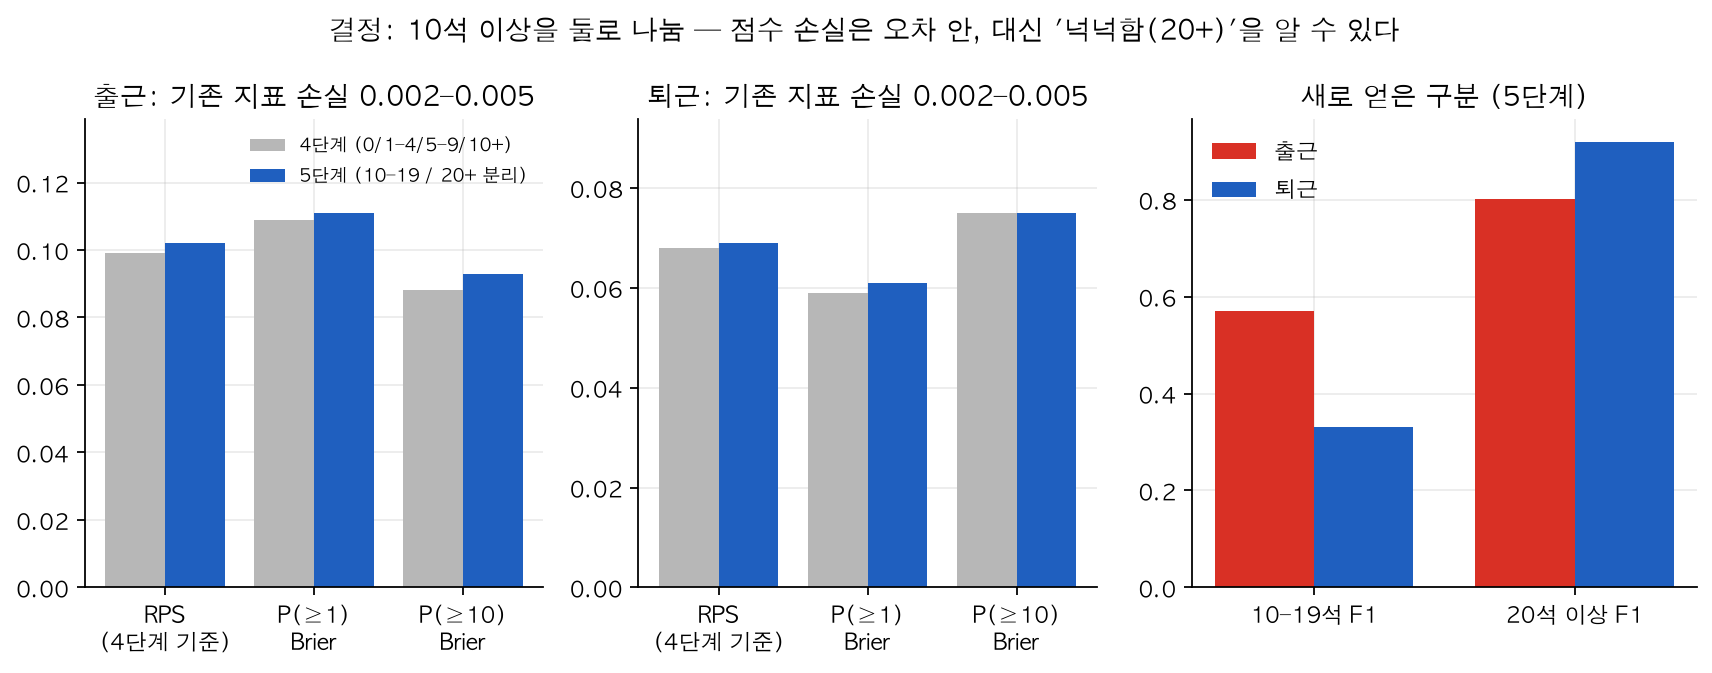 결정: 10석 이상을 둘로 나눔 — 점수 손실은 오차 안, 대신 '넉넉함(20+)'을 알 수 있다
출근: 기존 지표 손실 0.002–0.005
4단계 (0/1–4/5–9/10+)
5단계 (10–19 / 20+ 분리)
0.12
0.10
0.08
0.06
0.04
0.02
0.00
RPS
(4단계 기준)
P(≥1)
Brier
P(≥10)
Brier
퇴근: 기존 지표 손실 0.002–0.005
0.08
0.06
0.04
0.02
0.00
RPS
(4단계 기준)
P(≥1)
Brier
P(≥10)
Brier
새로 얻은 구분 (5단계)
출근
퇴근
0.8
0.6
0.4
0.2
0.0
10–19석 F1
20석 이상 F1